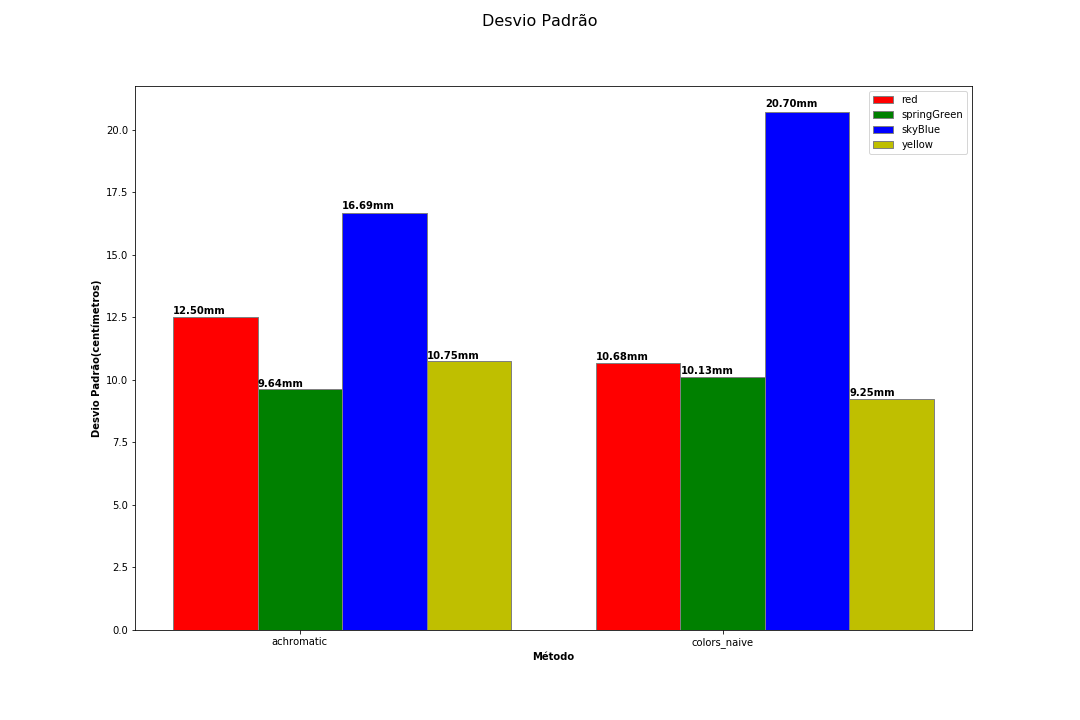 Desvio Padrão
red
springGreen
skyBlue
yellow
20.70mm
16.69mm
12.50mm
9.64mm
10.75mm
10.68mm
10.13mm
9.25mm
20.0
17.5
15.0
12.5
10.0
7.5
5.0
2.5
0.0
Desvio Padrão(centímetros)
achromatic
colors_naive
Método